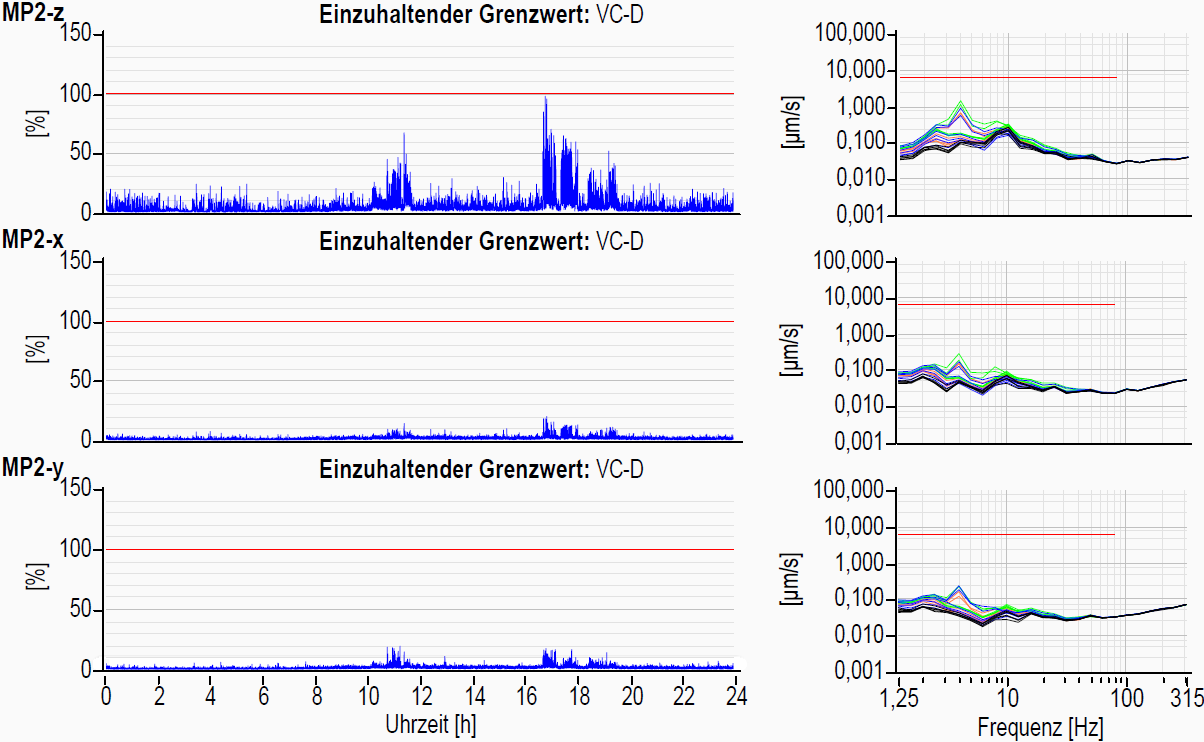 MP2-z
Einzuhaltender Grenzwert: VC-D
150
100
50
0
[%]
100,000
10,000
1,000
0,100
0,010
0,001
[µm/s]
MP2-x
Einzuhaltender Grenzwert: VC-D
150
100
50
0
[%]
100,000
10,000
1,000
0,100
0,010
0,001
[µm/s]
MP2-y
Einzuhaltender Grenzwert: VC-D
150
100
50
0
[%]
0 2 4 6 8 10 12 14 16 18 20 22 24
Uhrzeit [h]
100,000
10,000
1,000
0,100
0,010
0,001
[µm/s]
1,25 10 100 315
Frequenz [Hz]